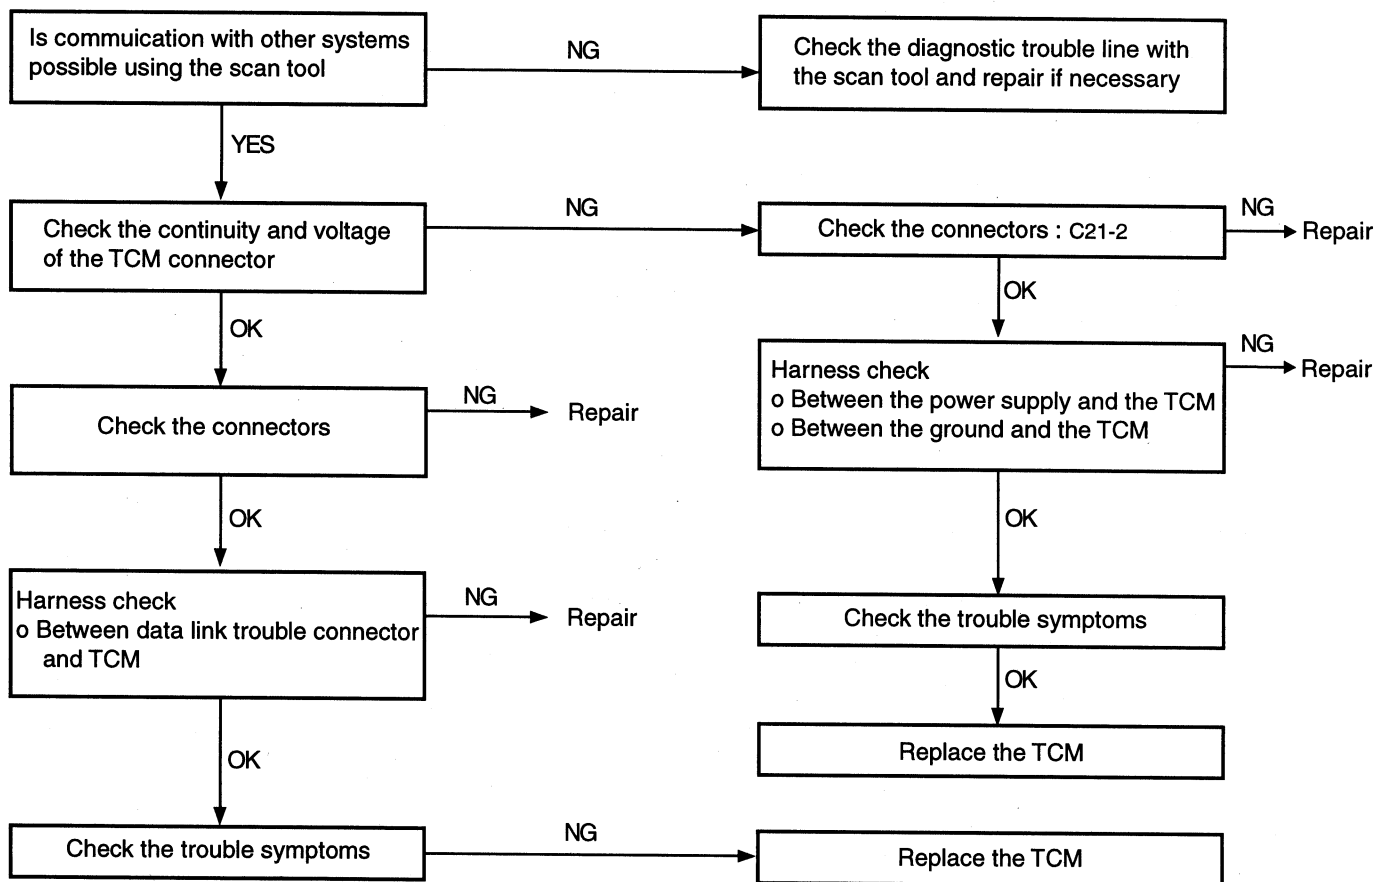 Is commuication with other systems
possible using the scan tool
NG
Check the diagnostic trouble line with
the scan tool and repair if necessary
YES
Check the continuity and voltage
of the TCM connector
NG
Check the connectors : C21-2
NG
Repair
OK
OK
Check the connectors
NG
Repair
Harness check
o Between the power supply and the TCM
o Between the ground and the TCM
NG
Repair
OK
OK
Harness check
o Between data link trouble connector
and TCM
NG
Repair
Check the trouble symptoms
OK
OK
Replace the TCM
Check the trouble symptoms
NG
Replace the TCM